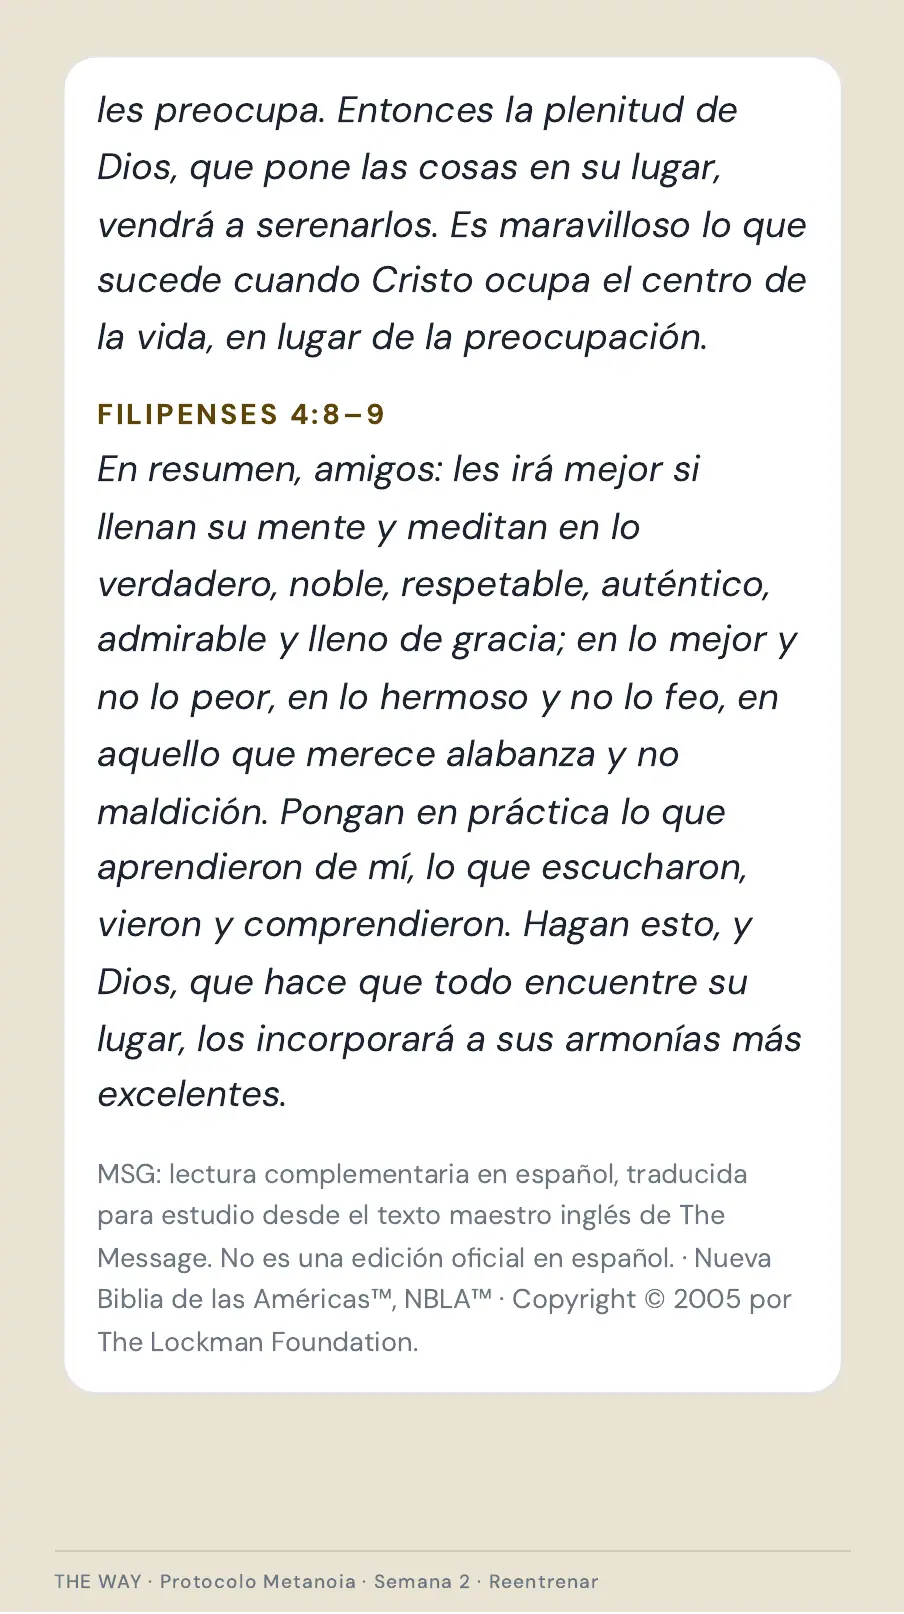 les preocupa. Entonces la plenitud de
Dios, que pone las cosas en su lugar,
vendrá a serenarlos. Es maravilloso lo que
sucede cuando Cristo ocupa el centro de
la vida, en lugar de la preocupación.
FILIPENSES 4:8–9
En resumen, amigos: les irá mejor si
llenan su mente y meditan en lo
verdadero, noble, respetable, auténtico,
admirable y lleno de gracia; en lo mejor y
no lo peor, en lo hermoso y no lo feo, en
aquello que merece alabanza y no
maldición. Pongan en práctica lo que
aprendieron de mí, lo que escucharon,
vieron y comprendieron. Hagan esto, y
Dios, que hace que todo encuentre su
lugar, los incorporará a sus armonías más
excelentes.
MSG: lectura complementaria en español, traducida
para estudio desde el texto maestro inglés de The
Message. No es una edición oficial en español. · Nueva
Biblia de las Américas™, NBLA™ · Copyright © 2005 por
The Lockman Foundation.
THE WAY · Protocolo Metanoia · Semana 2 · Reentrenar